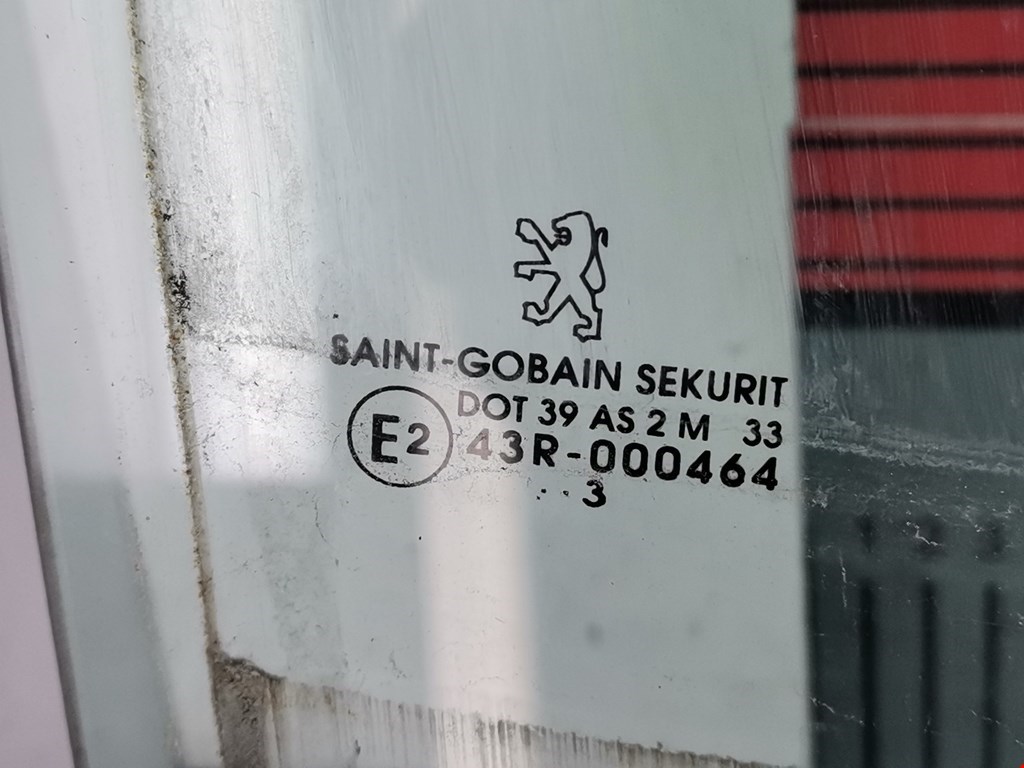 SAINT-GOBAIN SEKURIT
DOT 39 AS 2 M 33
E2 43R-000464
. . 3